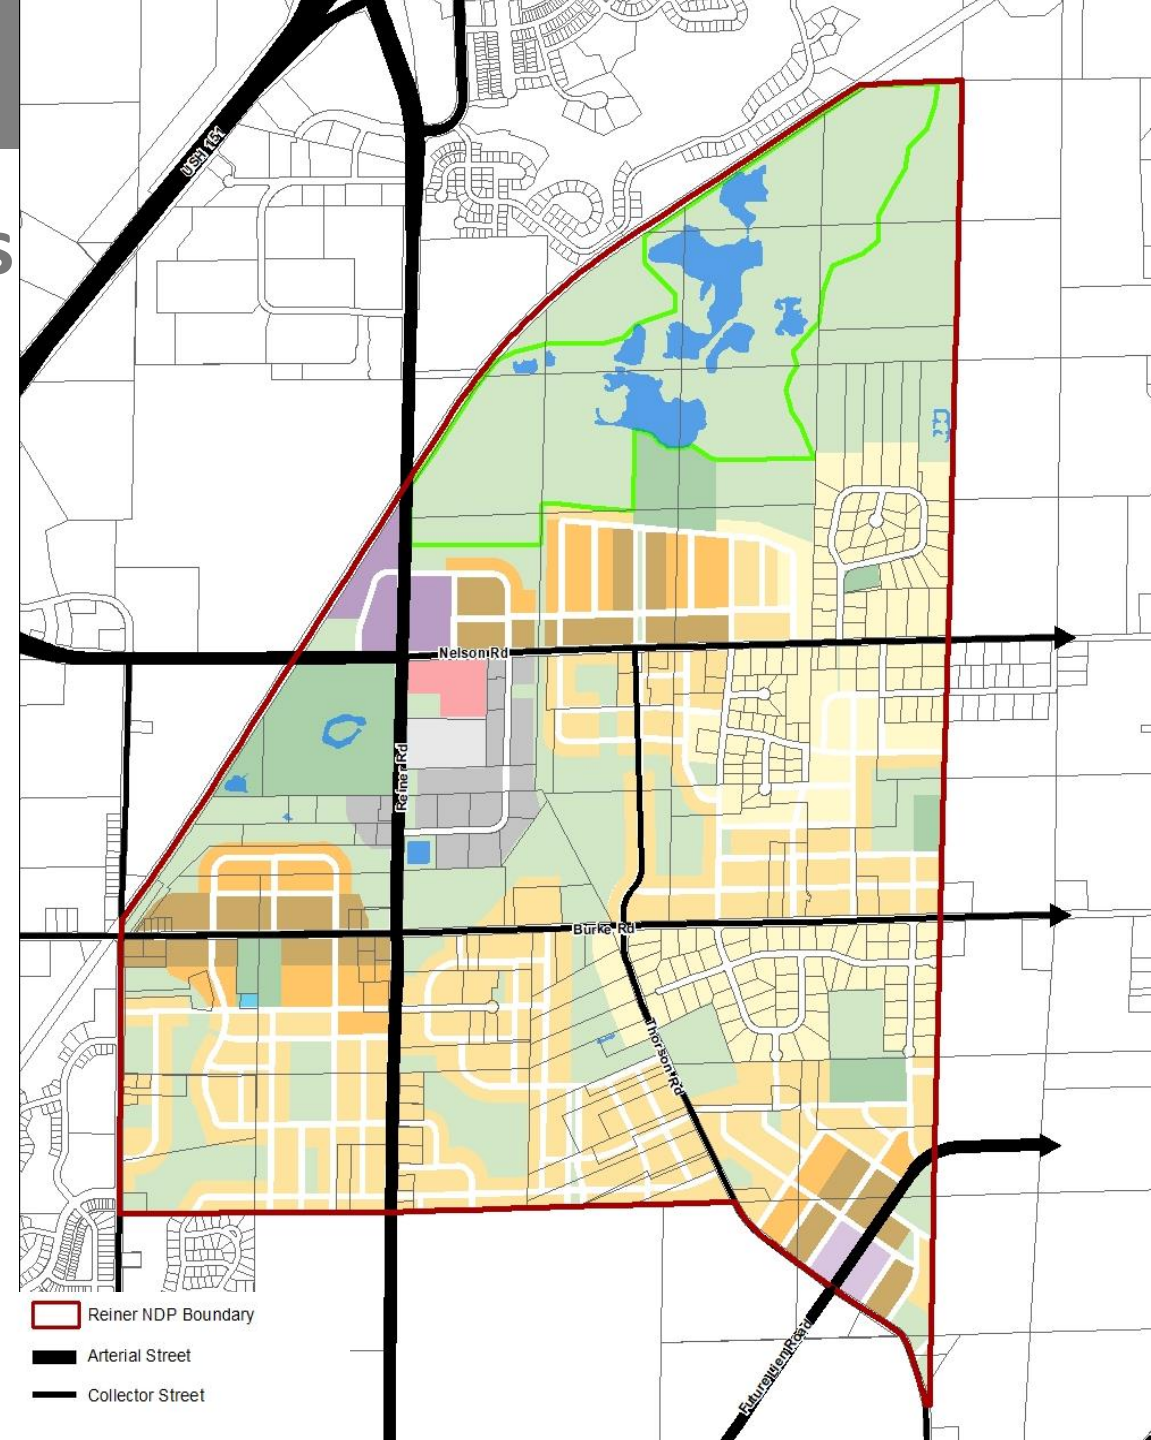 s
USH 151
Nelson Rd
Reiner Rd
Burke Rd
Thorson Rd
Future Lien Road
Reiner NDP Boundary
Arterial Street
Collector Street